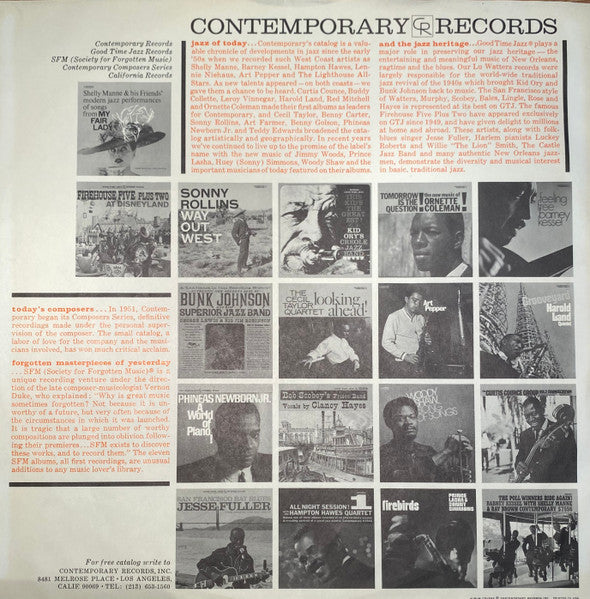 CONTEMPORARY CR RECORDS
Contemporary Records
Good Time Jazz Records
SFM (Society for Forgotten Music)
Contemporary Composers Series
California Records
jazz of today... Contemporary's catalog is a valu-
able chronicle of developments in jazz since the early
'50s when we recorded such West Coast artists as
Shelly Manne, Barney Kessel, Hampton Hawes, Len-
nie Niehaus, Art Pepper and The Lighthouse All-
Stars. As new talents appeared — on both coasts — we
gave them a chance to be heard. Curtis Counce, Buddy
Collette, Leroy Vinnegar, Harold Land, Red Mitchell
and Ornette Coleman made their first albums as leaders
for Contemporary, and Cecil Taylor, Benny Carter,
Sonny Rollins, Art Farmer, Benny Golson, Phineas
Newborn Jr. and Teddy Edwards broadened the cata-
log artistically and geographically. In recent years
we've continued to live up to the promise of the label's
name with the new music of Jimmy Woods, Prince
Lasha, Huey (Sonny) Simmons, Woody Shaw and the
important musicians of today featured on their albums.
and the jazz heritage... Good Time Jazz® plays a
major role in preserving our jazz heritage — the
entertaining and meaningful music of New Orleans,
ragtime and the blues. Our Lu Watters records were
largely responsible for the world-wide traditional
jazz revival of the 1940s which brought Kid Ory and
Bunk Johnson back to music. The San Francisco style
of Watters, Murphy, Scobey, Bales, Lingle, Rose and
Hayes is represented at its best on GTJ. The famous
Firehouse Five Plus Two have appeared exclusively
on GTJ since 1949, and have given delight to millions
at home and abroad. These artists, along with folk-
blues singer Jesse Fuller, Harlem pianists Luckey
Roberts and Willie "The Lion" Smith, The Castle
Jazz Band and many authentic New Orleans jazz-
men, demonstrate the diversity and musical interest
in basic, traditional jazz.
Shelly Manne & his Friends'
modern jazz performances
of songs
from MY
FAIR
LADY
FIREHOUSE FIVE PLUS TWO
AT DISNEYLAND
SONNY
ROLLINS
WAY
OUT
WEST
THIS
KID'S
THE
GREATEST!
KID
ORY'S
CREOLE
JAZZ
BAND
TOMORROW IS
THE QUESTION!
the new music of
ORNETTE
COLEMAN!
feeling
free
barney
kessel
BUNK JOHNSON
SUPERIOR JAZZ BAND
THE
CECIL
TAYLOR
QUARTET
looking
ahead!
Art
Pepper
Grooveyard
Harold
Land
PHINEAS NEWBORN JR.
A
World
of
Piano!
Bob Scobey's Frisco Band
Vocals by Clancy Hayes
CURTIS COUNCE GROUP
SAN FRANCISCO BAY BLUES
JESSE FULLER
ALL NIGHT SESSION! 1
HAMPTON HAWES QUARTET
firebirds
PRINCE
LASHA &
SONNY
SIMMONS
THE POLL WINNERS RIDE AGAIN!
BARNEY KESSEL WITH SHELLY MANNE
& RAY BROWN CONTEMPORARY S7556
today's composers... In 1951, Contem-
porary began its Composers Series, definitive
recordings made under the personal super-
vision of the composer. The small catalog, a
labor of love for the company and the musi-
cians involved, has won much critical acclaim.
forgotten masterpieces of yesterday
... SFM (Society for Forgotten Music)® is a
unique recording venture under the direc-
tion of the late composer-musicologist Vernon
Duke, who explained: "Why is great music
sometimes forgotten? Not because it is un-
worthy of a future, but very often because of
the circumstances in which it was launched.
It is tragic that a large number of worthy
compositions are plunged into oblivion follow-
ing their premieres...SFM exists to discover
these works, and to record them." The eleven
SFM albums, all first recordings, are unusual
additions to any music lover's library.
For free catalog write to
CONTEMPORARY RECORDS, INC.
8481 MELROSE PLACE • LOS ANGELES,
CALIF 90069 • TEL: (213) 653-1560